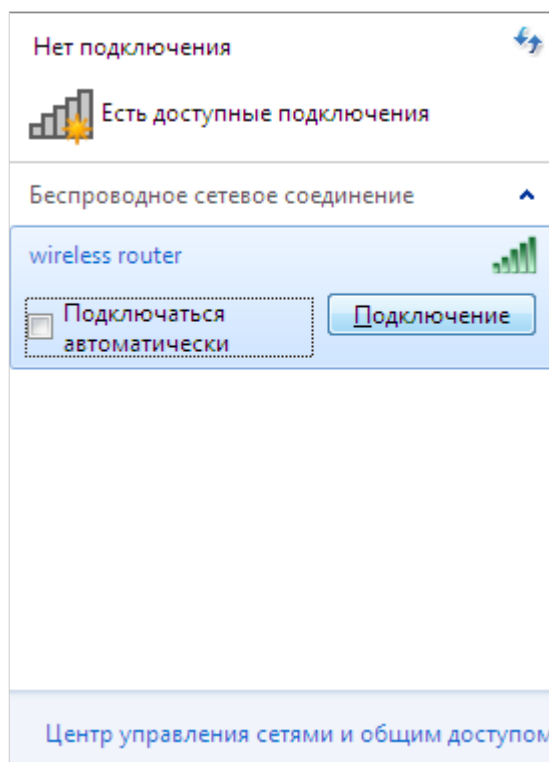 Нет подключения
Есть доступные подключения
Беспроводное сетевое соединение
wireless router
Подключаться
автоматически
Подключение
Центр управления сетями и общим доступом